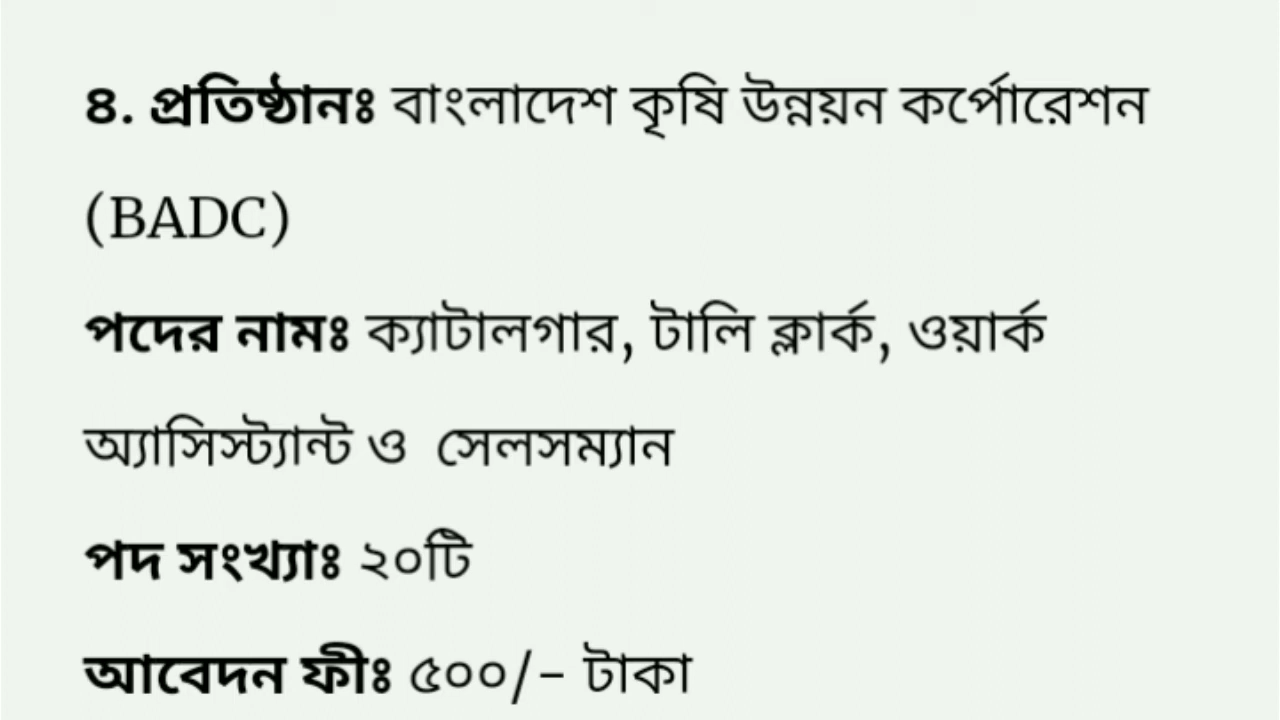 ৪. প্রতিষ্ঠানঃ বাংলাদেশ কৃষি উন্নয়ন কর্পোরেশন
(BADC)
পদের নামঃ ক্যাটালগার, টালি ক্লার্ক, ওয়ার্ক
অ্যাসিস্ট্যান্ট ও সেলসম্যান
পদ সংখ্যাঃ ২০টি
আবেদন ফীঃ ৫০০/- টাকা